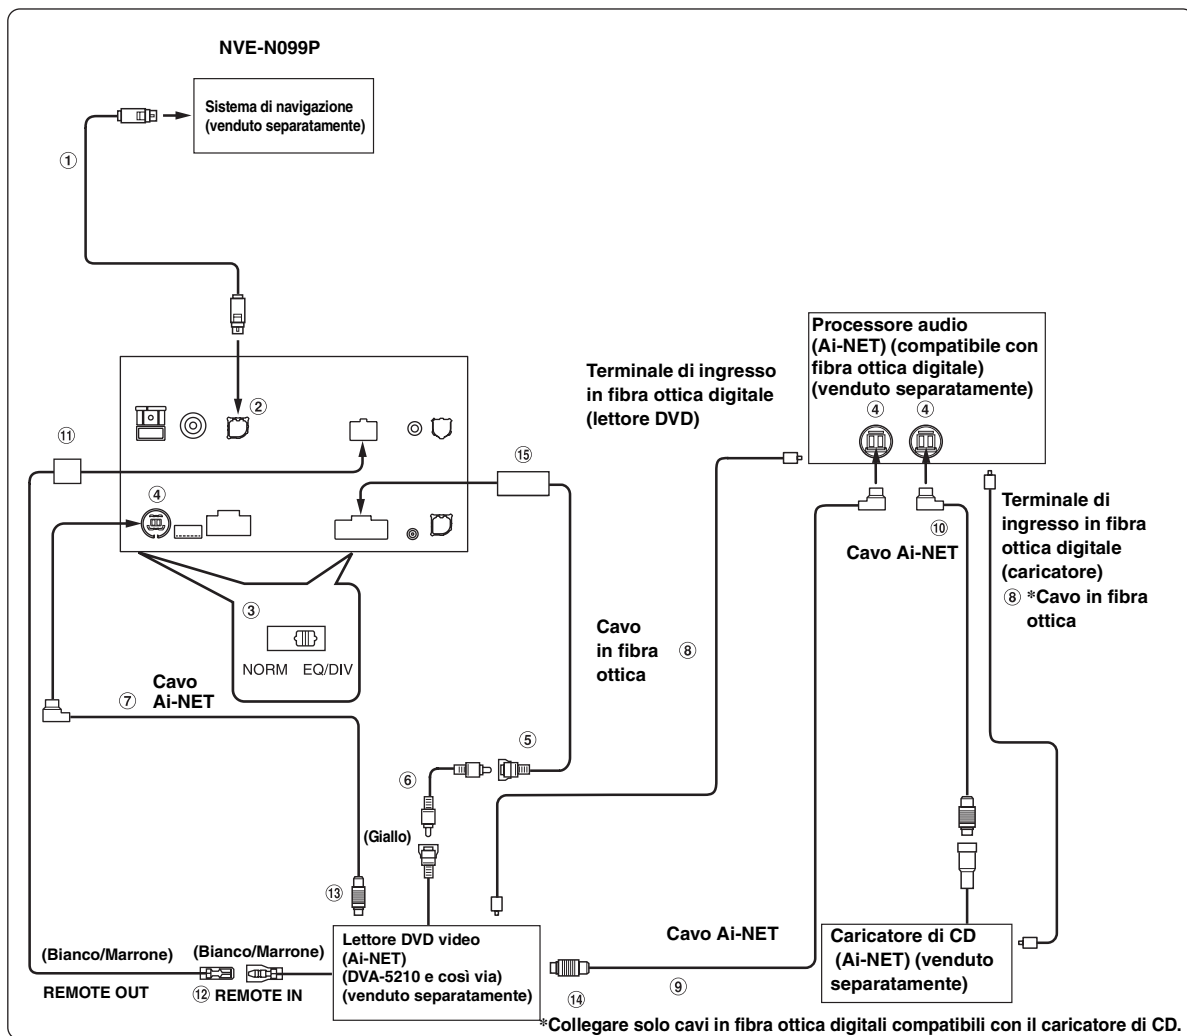 NVE-N099P
Sistema di navigazione
(venduto separatamente)
①
②
Processore audio
(Ai-NET) (compatibile con
fibra ottica digitale)
(venduto separatamente)
④ ④
Terminale di ingresso
in fibra ottica digitale
(lettore DVD)
⑪
⑮
④
Terminale di
ingresso in fibra
ottica digitale
(caricatore)
⑧ *Cavo in fibra
ottica
⑩
Cavo Ai-NET
③
NORM EQ/DIV
Cavo
in fibra
ottica
⑧
⑦
Cavo
Ai-NET
⑤
⑥
(Giallo)
⑬
Lettore DVD video
(Ai-NET)
(DVA-5210 e così via)
(venduto separatamente)
(Bianco/Marrone)
REMOTE OUT
(Bianco/Marrone)
⑫ REMOTE IN
Cavo Ai-NET
⑭
⑨
Caricatore di CD
(Ai-NET) (venduto
separatamente)
*Collegare solo cavi in fibra ottica digitali compatibili con il caricatore di CD.